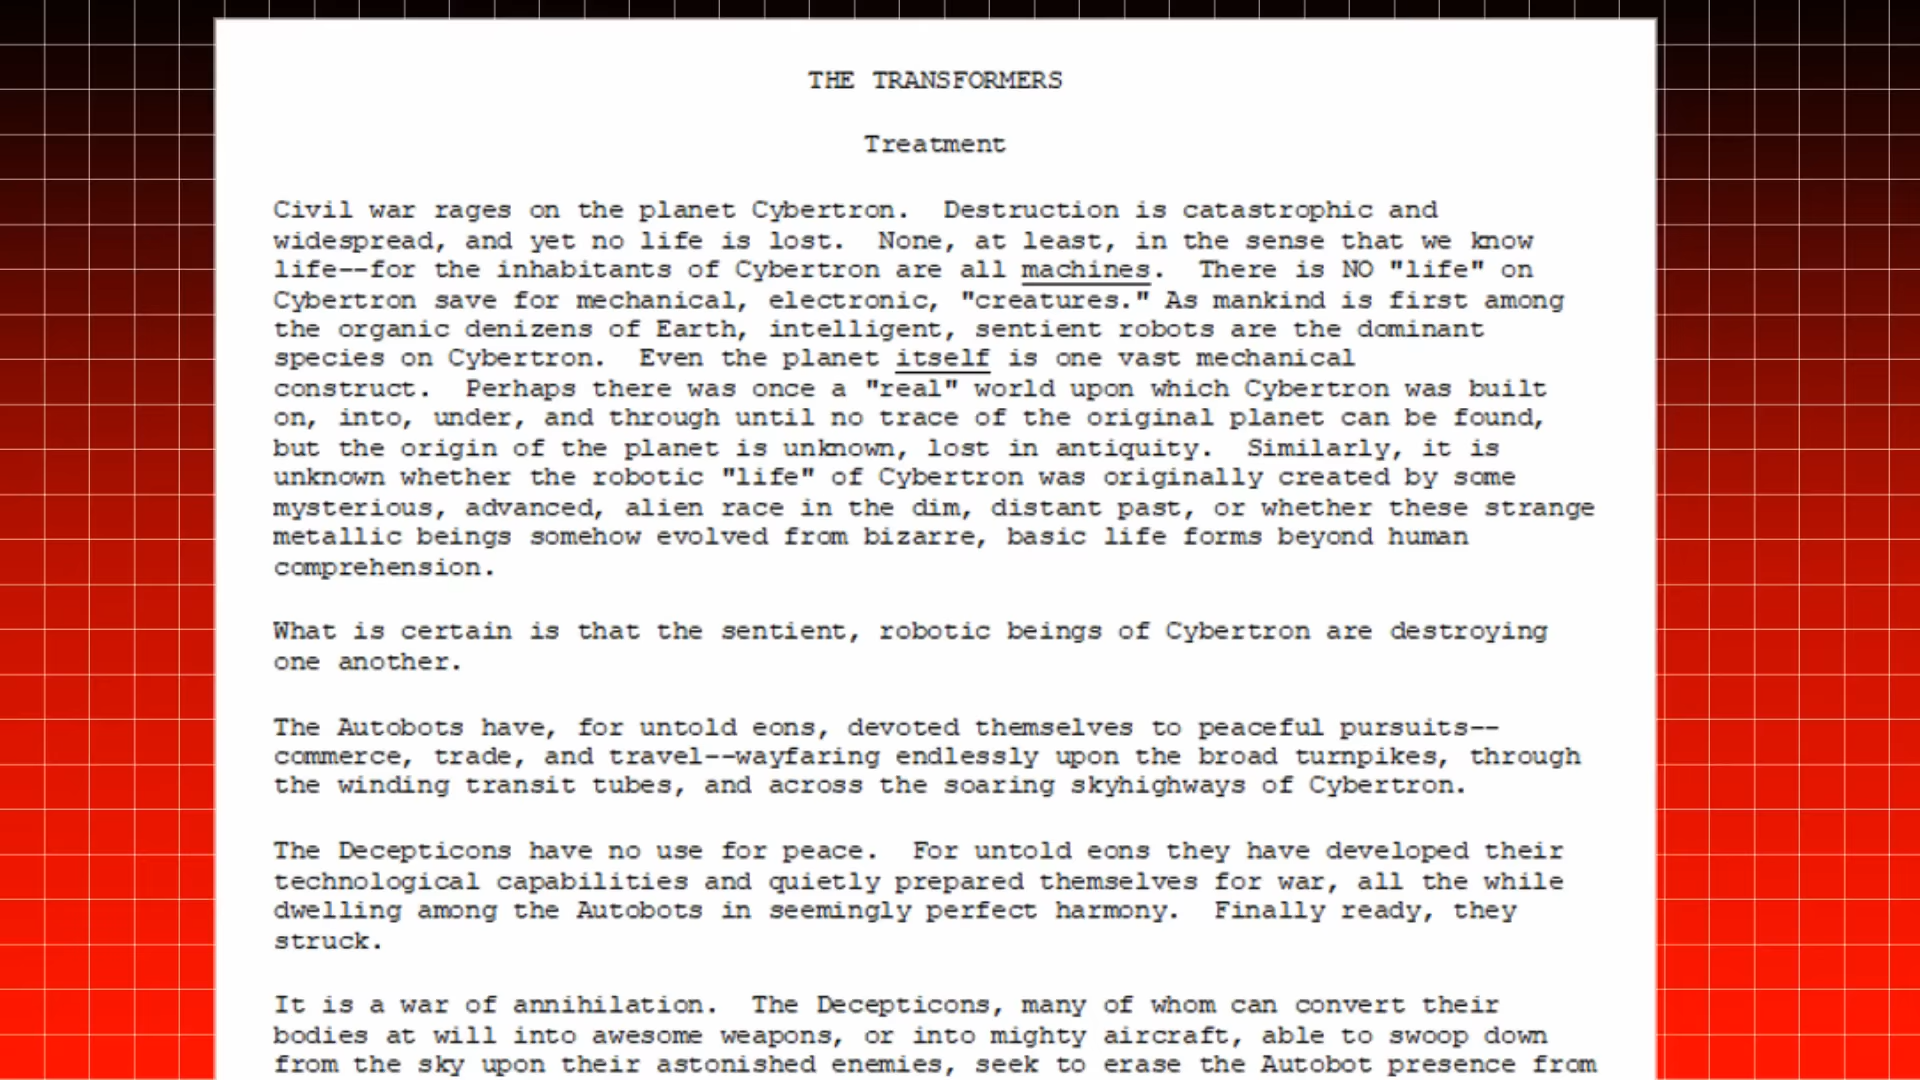 THE TRANSFORMERS
Treatment
Civil war rages on the planet Cybertron.  Destruction is catastrophic and
widespread, and yet no life is lost.  None, at least, in the sense that we know
life--for the inhabitants of Cybertron are all machines.  There is NO "life" on
Cybertron save for mechanical, electronic, "creatures." As mankind is first among
the organic denizens of Earth, intelligent, sentient robots are the dominant
species on Cybertron.  Even the planet itself is one vast mechanical
construct.  Perhaps there was once a "real" world upon which Cybertron was built
on, into, under, and through until no trace of the original planet can be found,
but the origin of the planet is unknown, lost in antiquity.  Similarly, it is
unknown whether the robotic "life" of Cybertron was originally created by some
mysterious, advanced, alien race in the dim, distant past, or whether these strange
metallic beings somehow evolved from bizarre, basic life forms beyond human
comprehension.
What is certain is that the sentient, robotic beings of Cybertron are destroying
one another.
The Autobots have, for untold eons, devoted themselves to peaceful pursuits--
commerce, trade, and travel--wayfaring endlessly upon the broad turnpikes, through
the winding transit tubes, and across the soaring skyhighways of Cybertron.
The Decepticons have no use for peace.  For untold eons they have developed their
technological capabilities and quietly prepared themselves for war, all the while
dwelling among the Autobots in seemingly perfect harmony.  Finally ready, they
struck.
It is a war of annihilation.  The Decepticons, many of whom can convert their
bodies at will into awesome weapons, or into mighty aircraft, able to swoop down
from the sky upon their astonished enemies, seek to erase the Autobot presence from